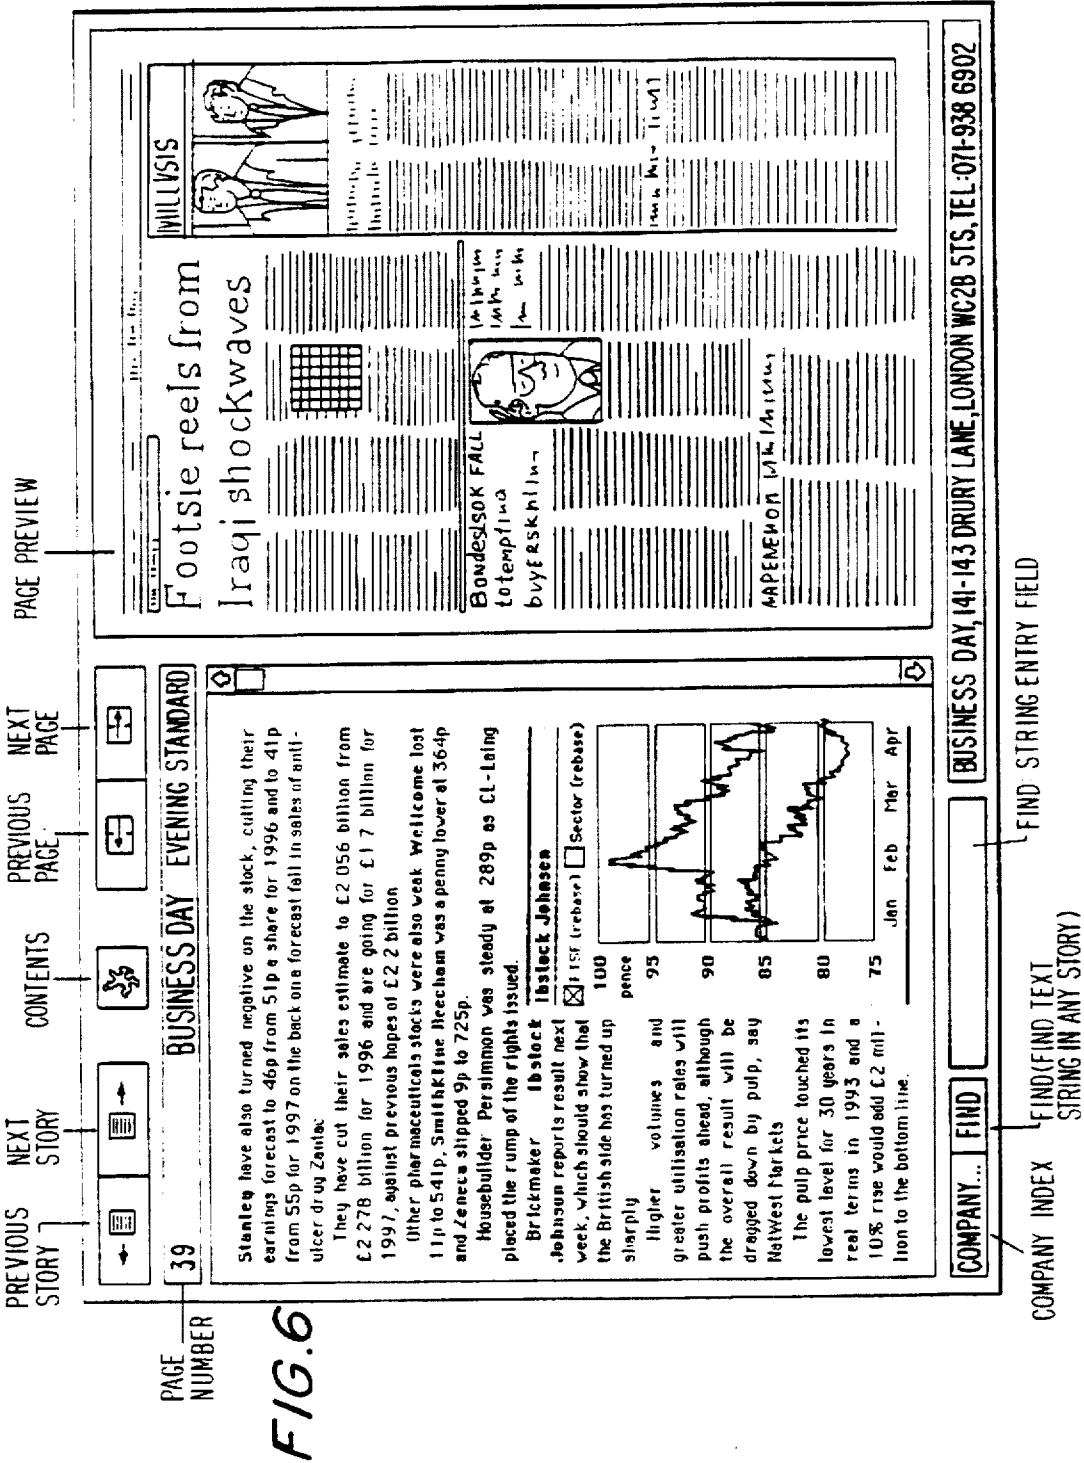 FIG.6
PREVIOUS
STORY
NEXT
STORY
CONTENTS
PREVIOUS
PAGE
NEXT
PAGE
PAGE PREVIEW
PAGE
NUMBER
39
BUSINESS DAY EVENING STANDARD
Stanley have also turned negative on the stock, cutting their
earnings forecast to 46p from 51p a share for 1996 and to 41p
from 55p for 1997 on the back on a forecast fall in sales of anti-
ulcer drug Zantac
They have cut their sales estimate to £2 056 billion from
£2 278 billion for 1996 and are going for £1 7 billion for
1997, against previous hopes of £2 2 billion
Other pharmaceuticals stocks were also weak Wellcome lost
11p to 541p, Smithkline Beecham was a penny lower at 364p
and Zeneca slipped 9p to 725p.
Housebuilder Persimmon was steady at 289p as CL-Laing
placed the rump of the rights issued.
Brickmaker Ibstock
Johnson reports result next
week, which should show that
the British side has turned up
sharply
Higher volumes and
greater utilisation rates will
push profits ahead, although
the overall result will be
dragged down by pulp, say
NatWest Markets
The pulp price touched its
lowest level for 30 years in
real terms in 1993 and a
10% rise would add £2 mil-
lion to the bottom line.
Ibstock Johnsen
FTSE (rebase) Sector (rebase)
100
pence
95
90
85
80
75
Jan Feb Mar Apr
Footsie reels from
Iraqi shockwaves
COMPANY... FIND
BUSINESS DAY, 141-143 DRURY LANE, LONDON WC2B 5TS, TEL:071-938 6902
COMPANY INDEX
FIND(FIND TEXT
STRING IN ANY STORY)
FIND: STRING ENTRY FIELD